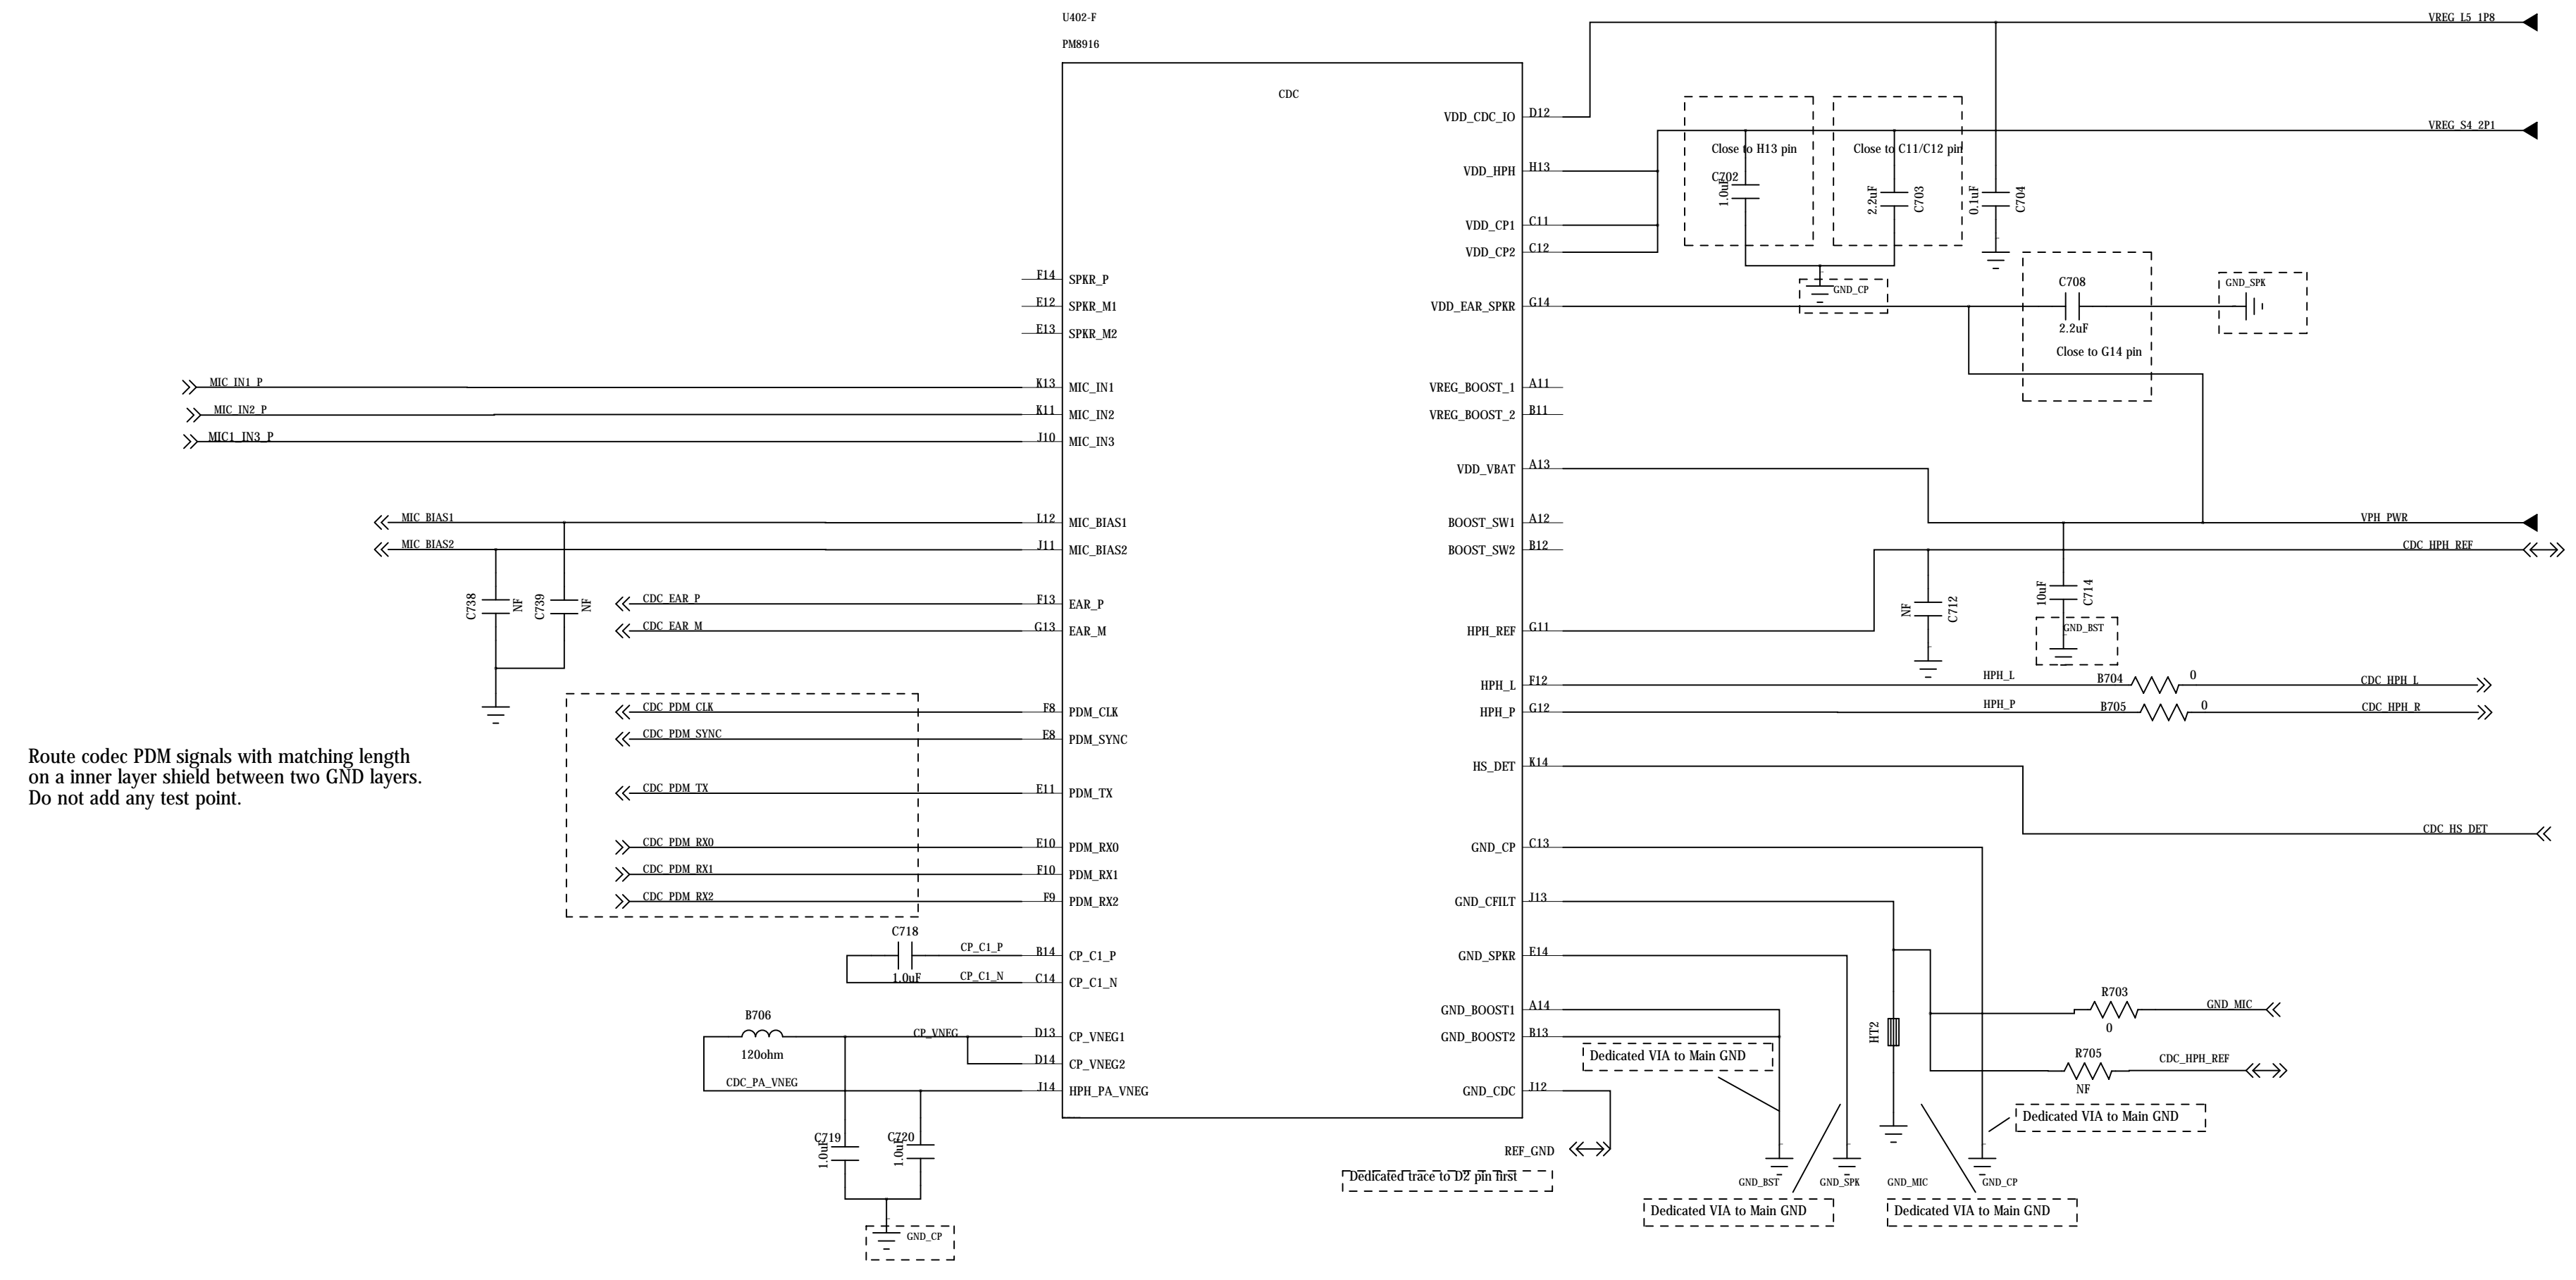 U402-F
PM8916
CDC
VREG_L5_1P8
VREG_S4_2P1
VDD_CDC_IO D12
VDD_HPH H13
VDD_CP1 C11
VDD_CP2 C12
VDD_EAR_SPKR G14
VREG_BOOST_1 A11
VREG_BOOST_2 B11
VDD_VBAT A13
BOOST_SW1 A12
BOOST_SW2 B12
HPH_REF G11
HPH_L F12
HPH_P G12
HS_DET K14
GND_CP C13
GND_CFILT J13
GND_SPKR E14
GND_BOOST1 A14
GND_BOOST2 B13
GND_CDC J12
F14 SPKR_P
E12 SPKR_M1
E13 SPKR_M2
MIC_IN1_P K13 MIC_IN1
MIC_IN2_P K11 MIC_IN2
MIC1_IN3_P J10 MIC_IN3
MIC_BIAS1 L12 MIC_BIAS1
MIC_BIAS2 J11 MIC_BIAS2
C738 NF
C739 NF
CDC_EAR_P F13 EAR_P
CDC_EAR_M G13 EAR_M
CDC_PDM_CLK F8 PDM_CLK
CDC_PDM_SYNC E8 PDM_SYNC
CDC_PDM_TX E11 PDM_TX
CDC_PDM_RX0 E10 PDM_RX0
CDC_PDM_RX1 F10 PDM_RX1
CDC_PDM_RX2 F9 PDM_RX2
Route codec PDM signals with matching length
on a inner layer shield between two GND layers.
Do not add any test point.
C718
1.0uF
CP_C1_P B14 CP_C1_P
CP_C1_N C14 CP_C1_N
B706
120ohm
CP_VNEG D13 CP_VNEG1
D14 CP_VNEG2
CDC_PA_VNEG J14 HPH_PA_VNEG
C719
1.0uF
C720
1.0uF
GND_CP
Close to H13 pin
C702
1.0uF
Close to C11/C12 pin
2.2uF C703
0.1uF C704
GND_CP
C708
2.2uF
Close to G14 pin
GND_SPK
VPH_PWR
CDC_HPH_REF
NF C712
10uF C714
GND_BST
HPH_L B704 0 CDC_HPH_L
HPH_P B705 0 CDC_HPH_R
CDC_HS_DET
HT2
R703
0
GND_MIC
R705
NF
CDC_HPH_REF
Dedicated VIA to Main GND
Dedicated VIA to Main GND
REF_GND
Dedicated trace to D2 pin first
GND_BST GND_SPK GND_MIC GND_CP
Dedicated VIA to Main GND
Dedicated VIA to Main GND